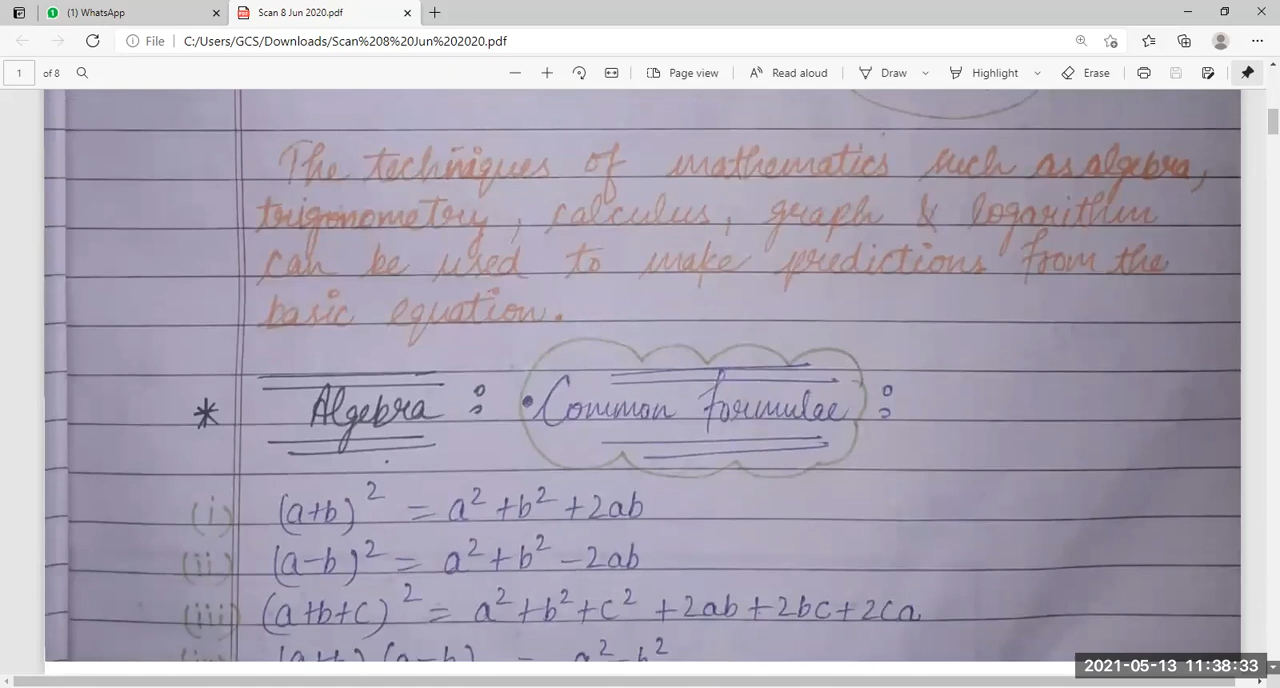 (1) WhatsApp
Scan 8 Jun 2020.pdf
File | C:/Users/GCS/Downloads/Scan%208%20Jun%202020.pdf
1 of 8
Page view
Read aloud
Draw
Highlight
Erase
The techniques of mathematics such as algebra,
trigonometry, calculus, graph & logarithm
can be used to make predictions from the
basic equation.
* Algebra : • Common formulae :
(i) (a+b)² = a² + b² + 2ab
(ii) (a-b)² = a² + b² - 2ab
(iii) (a+b+c)² = a² + b² + c² + 2ab + 2bc + 2ca
(a+b) (a-b) = a² - b²
2021-05-13 11:38:33